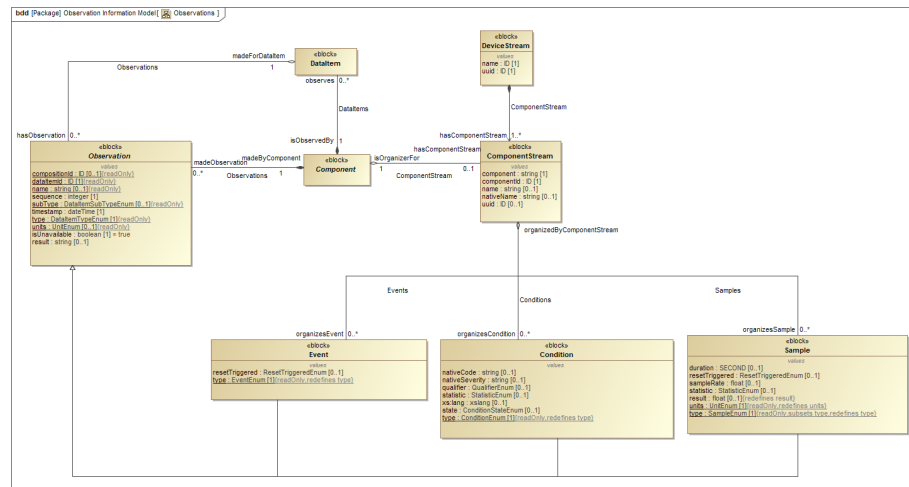 bdd [Package] Observation Information Model[ Observations ]
«block»
DeviceStream
values
name : ID [1]
uuid : ID [1]
madeForDataItem
Observations
1
«block»
DataItem
observes 0..*
ComponentStream
DataItems
hasObservation 0..*
isObservedBy 1
hasComponentStream 1..*
«block»
Observation
values
compositionId : ID [0..1]{readOnly}
dataItemId : ID [1]{readOnly}
name : string [0..1]{readOnly}
sequence : integer [1]
subType : DataItemSubTypeEnum [0..1]{readOnly}
timestamp : dateTime [1]
type : DataItemTypeEnum [1]{readOnly}
units : UnitEnum [0..1]{readOnly}
isUnavailable : boolean [1] = true
result : string [0..1]
madeObservation
0..*
Observations
madeByComponent
1
«block»
Component
isOrganizerFor
1
ComponentStream
hasComponentStream
0..1
«block»
ComponentStream
values
component : string [1]
componentId : ID [1]
name : string [0..1]
nativeName : string [0..1]
uuid : ID [0..1]
organizedByComponentStream
Events
Conditions
Samples
organizesEvent 0..*
organizesCondition 0..*
organizesSample 0..*
«block»
Event
values
resetTriggered : ResetTriggeredEnum [0..1]
type : EventEnum [1]{readOnly,redefines type}
«block»
Condition
values
nativeCode : string [0..1]
nativeSeverity : string [0..1]
qualifier : QualifierEnum [0..1]
statistic : StatisticEnum [0..1]
xs:lang : xslang [0..1]
state : ConditionStateEnum [0..1]
type : ConditionEnum [1]{readOnly,redefines type}
«block»
Sample
values
duration : SECOND [0..1]
resetTriggered : ResetTriggeredEnum [0..1]
sampleRate : float [0..1]
statistic : StatisticEnum [0..1]
result : float [0..1]{redefines result}
units : UnitEnum [1]{readOnly,redefines units}
type : SampleEnum [1]{readOnly,subsets type,redefines type}